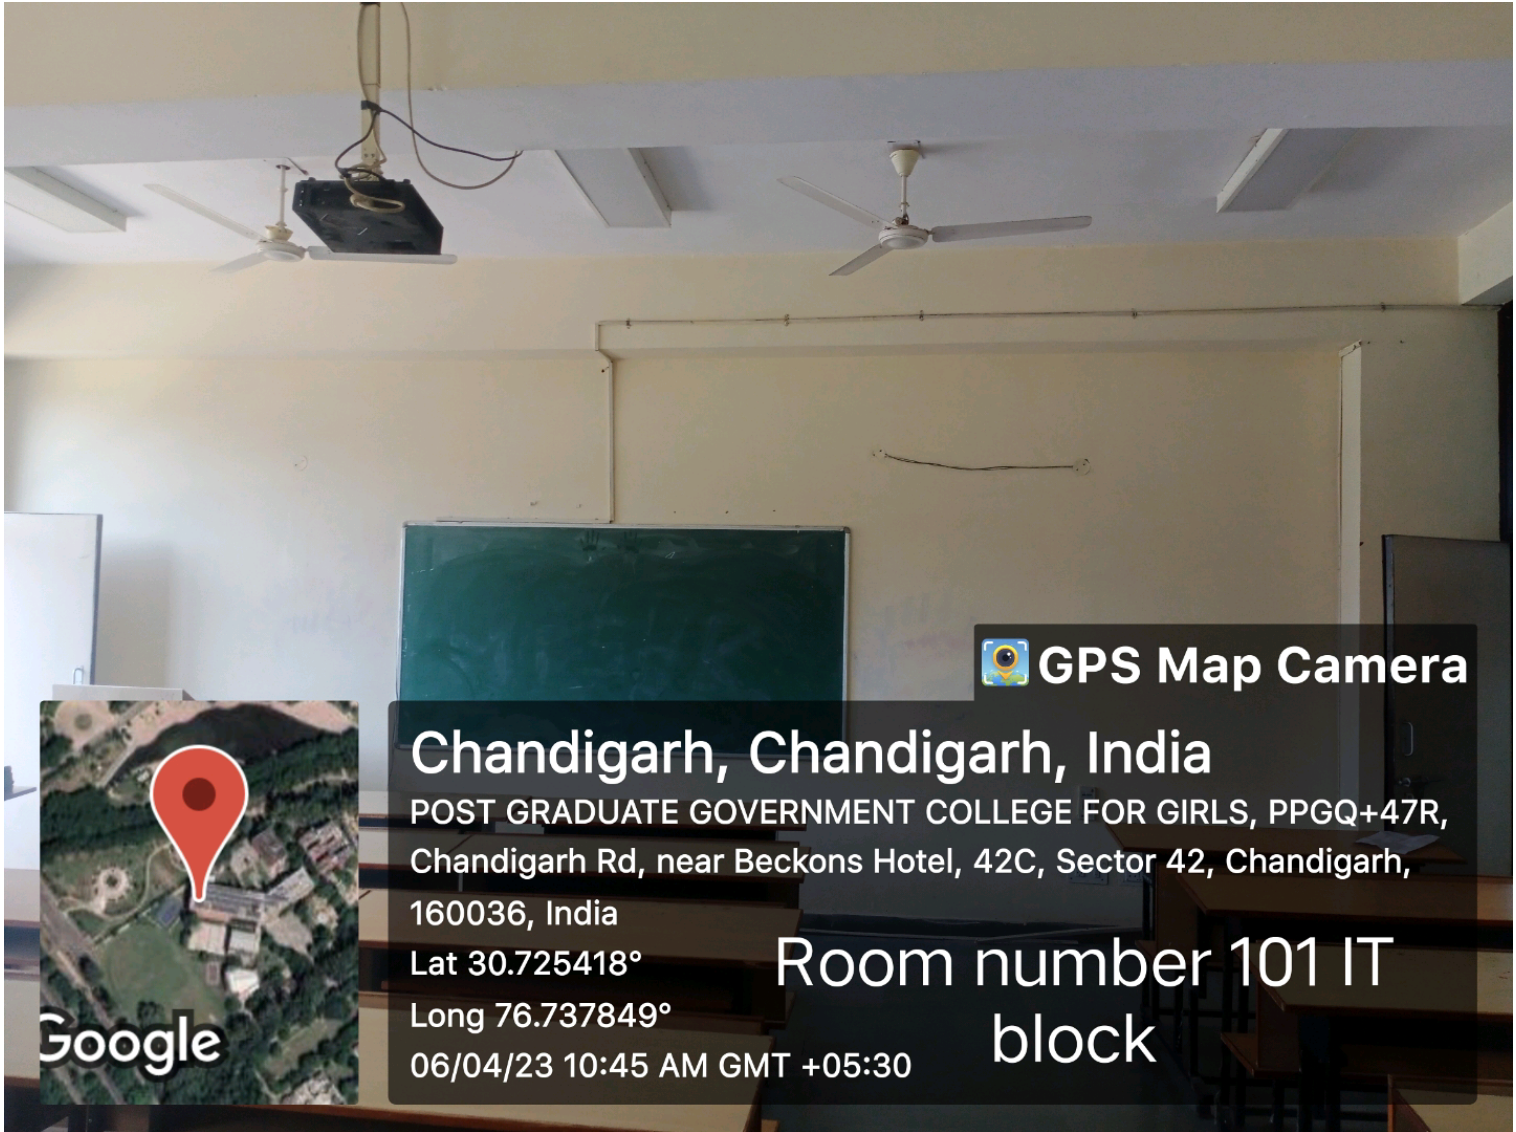 GPS Map Camera
Chandigarh, Chandigarh, India
POST GRADUATE GOVERNMENT COLLEGE FOR GIRLS, PPGQ+47R,
Chandigarh Rd, near Beckons Hotel, 42C, Sector 42, Chandigarh,
160036, India
Lat 30.725418°
Long 76.737849°
06/04/23 10:45 AM GMT +05:30
Room number 101 IT
block
Google